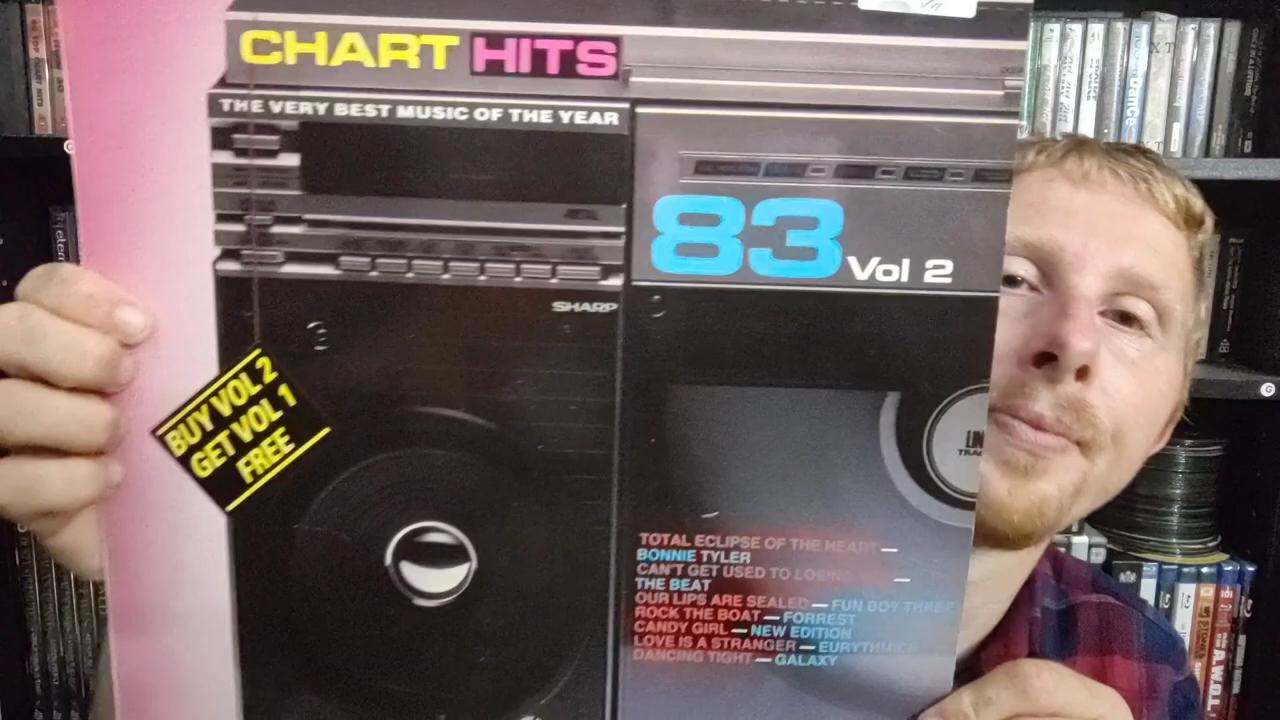 CHART HITS
THE VERY BEST MUSIC OF THE YEAR
83 Vol 2
SHARP
BUY VOL 2
GET VOL 1
FREE
TOTAL ECLIPSE OF THE HEART —
BONNIE TYLER
CAN'T GET USED TO LOSING —
THE BEAT
OUR LIPS ARE SEALED — FUN BOY THREE
ROCK THE BOAT — FORREST
CANDY GIRL — NEW EDITION
LOVE IS A STRANGER — EURYTHMICS
DANCING TIGHT — GALAXY